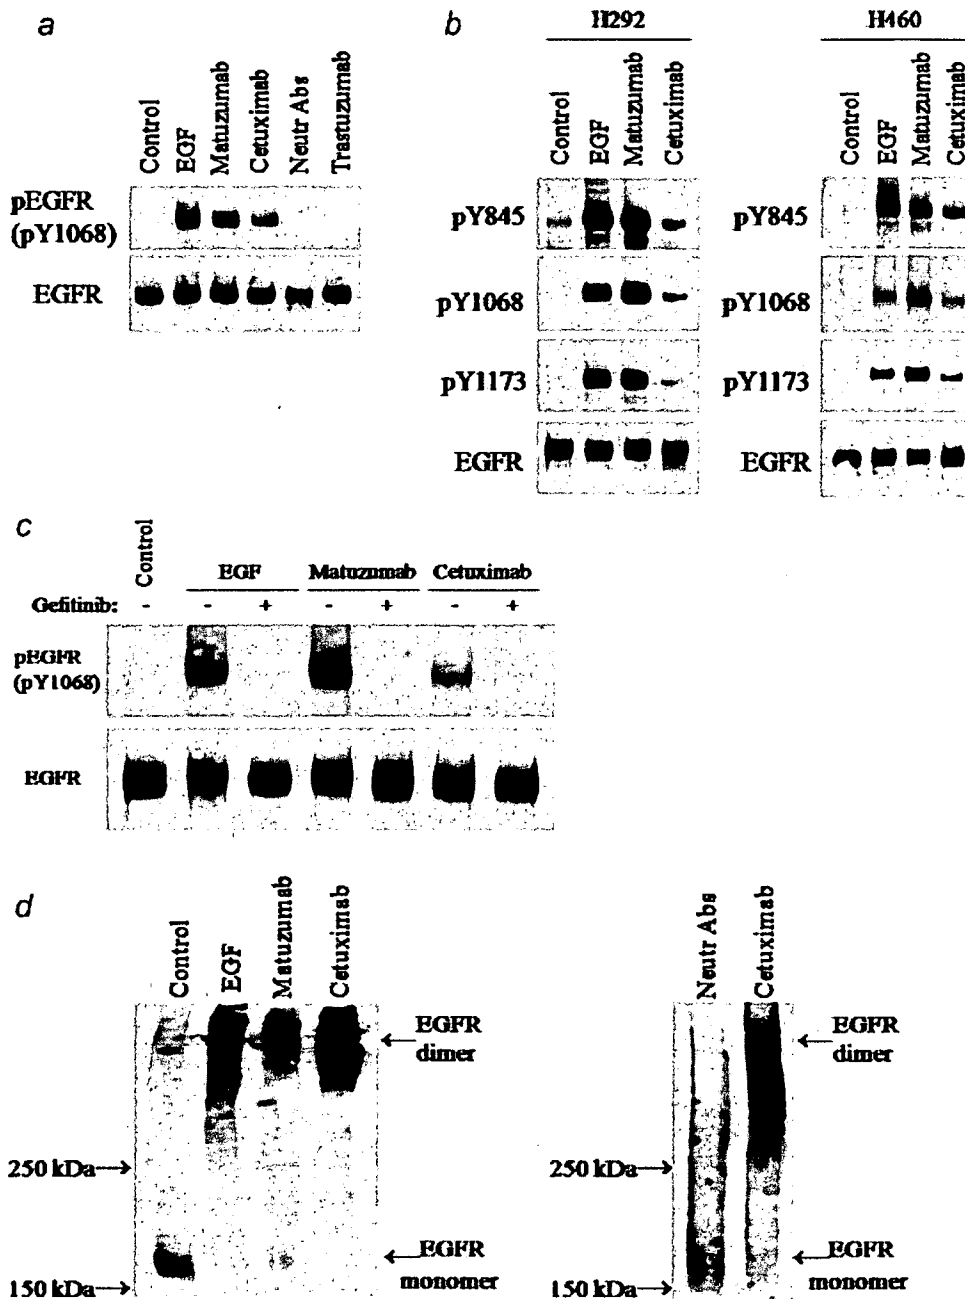 a
Control
EGF
Matuzumab
Cetuximab
Neutr Abs
Trastuzumab
pEGFR
(pY1068)
EGFR
b
H292
H460
Control
EGF
Matuzumab
Cetuximab
Control
EGF
Matuzumab
Cetuximab
pY845
pY1068
pY1173
EGFR
pY845
pY1068
pY1173
EGFR
c
Control
EGF
Matuzumab
Cetuximab
Gefitinib: - - + - + - +
pEGFR
(pY1068)
EGFR
d
Control
EGF
Matuzumab
Cetuximab
EGFR
dimer
250 kDa
EGFR
monomer
150 kDa
Neutr Abs
Cetuximab
EGFR
dimer
250 kDa
EGFR
monomer
150 kDa